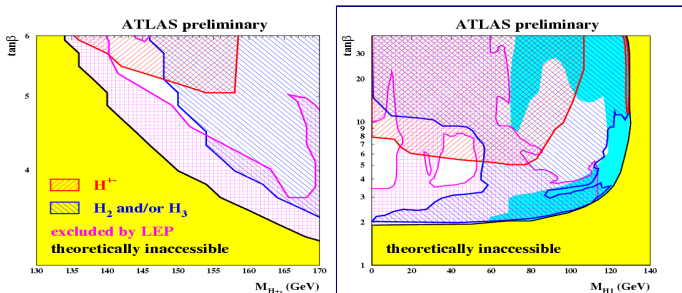 ATLAS preliminary
tanβ
6
5
4
H+-
H2 and/or H3
excluded by LEP
theoretically inaccessible
130 135 140 145 150 155 160 165 170
MH+- (GeV)
ATLAS preliminary
tanβ
30
20
10
9
8
7
6
5
4
3
2
1
theoretically inaccessible
0 20 40 60 80 100 120 140
MH1 (GeV)